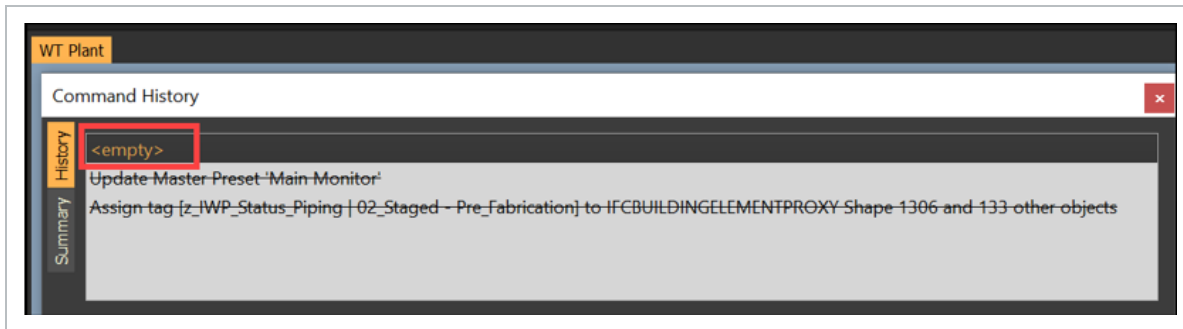 WT Plant
Command History
x
History
<empty>
Update Master Preset 'Main Monitor'
Assign tag [z_IWP_Status_Piping | 02_Staged - Pre_Fabrication] to IFCBUILDINGELEMENTPROXY Shape 1306 and 133 other objects
Summary